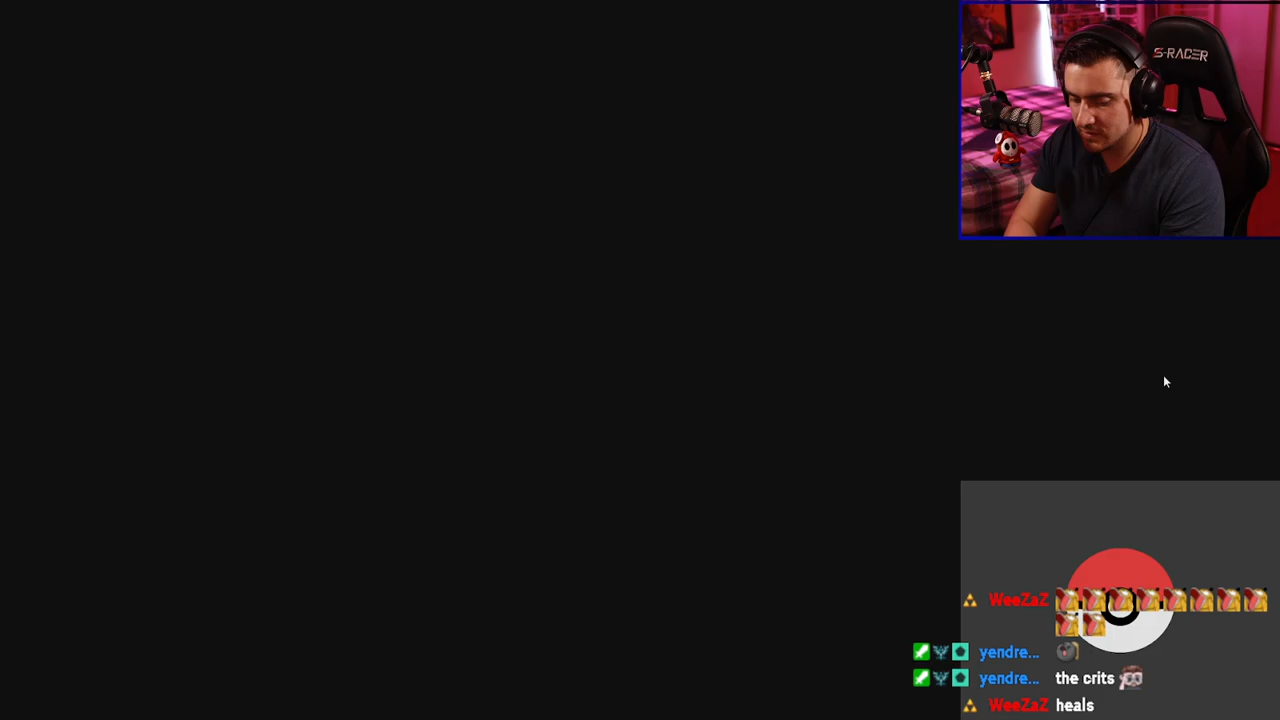 S-RACER
WeeZaZ
yendre...
yendre... the crits
WeeZaZ heals